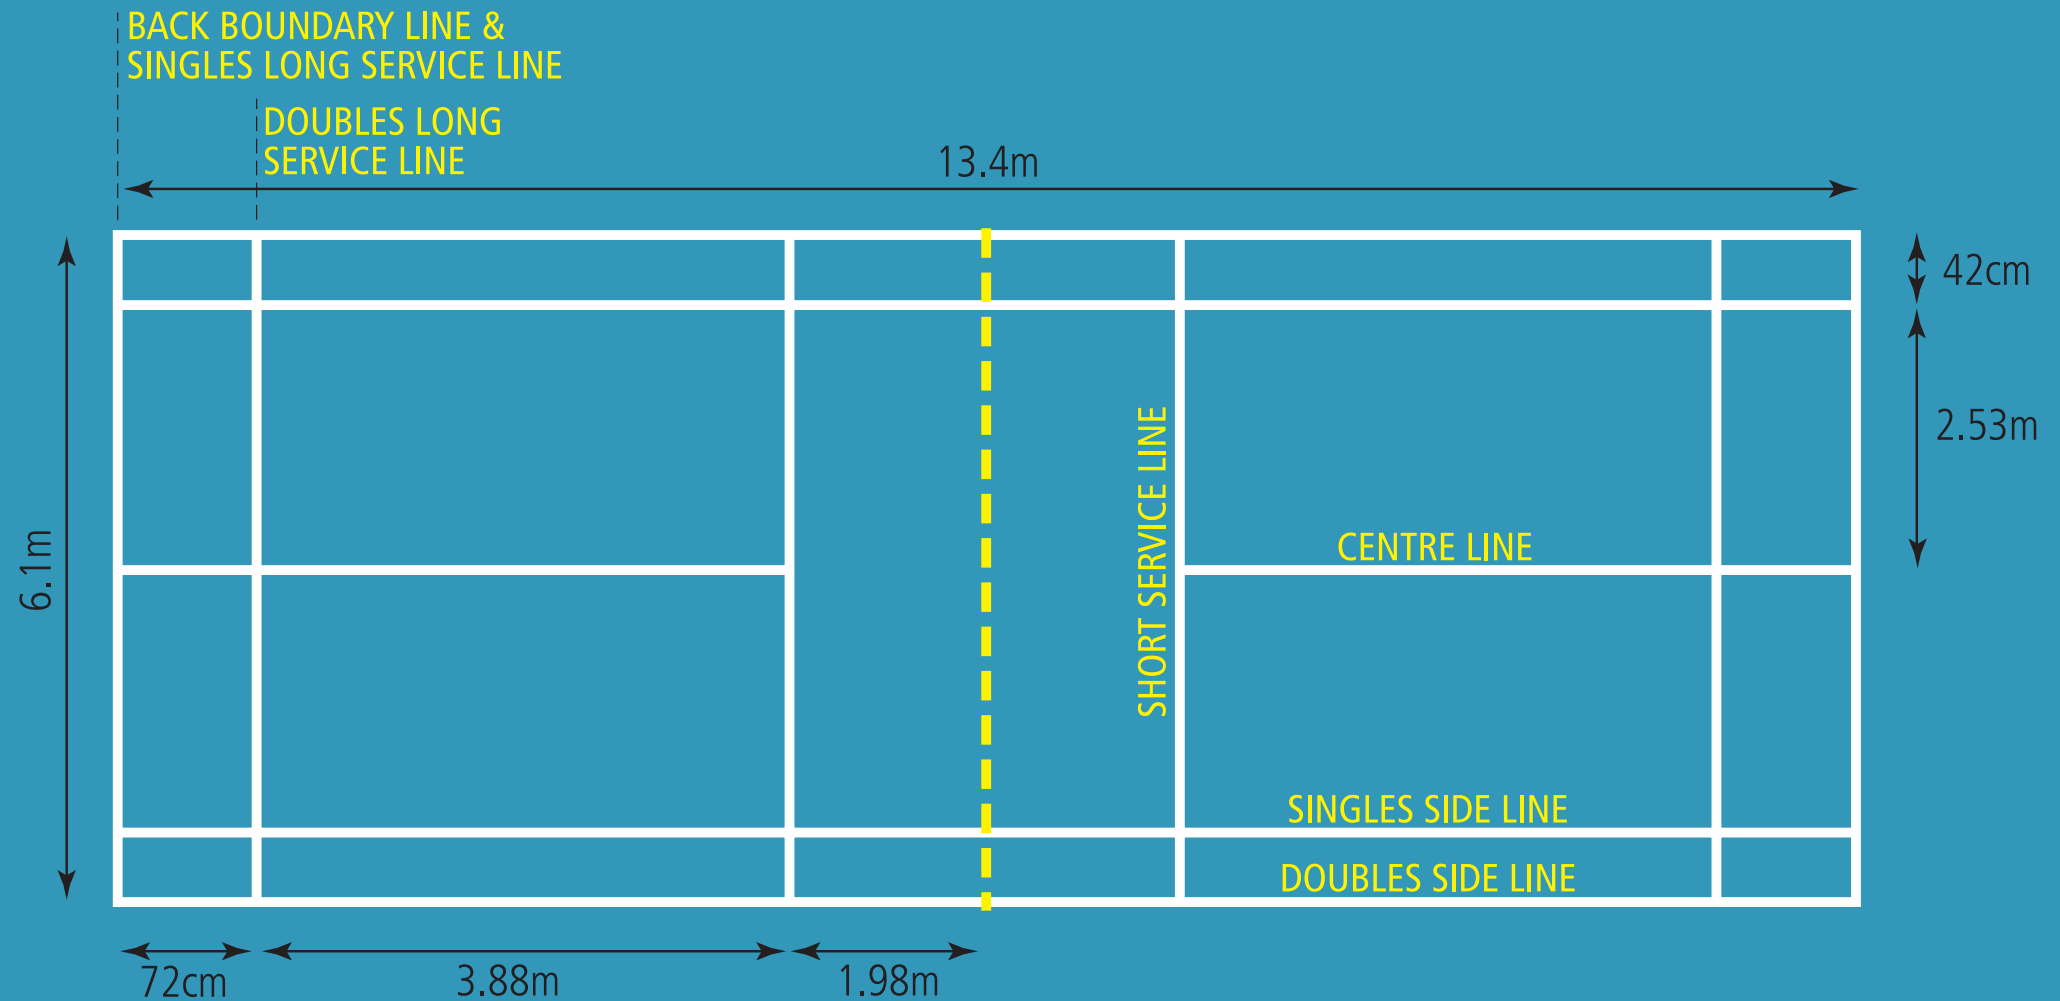 BACK BOUNDARY LINE &
SINGLES LONG SERVICE LINE
DOUBLES LONG
SERVICE LINE
13.4m
42cm
2.53m
6.1m
SHORT SERVICE LINE
CENTRE LINE
SINGLES SIDE LINE
DOUBLES SIDE LINE
72cm
3.88m
1.98m